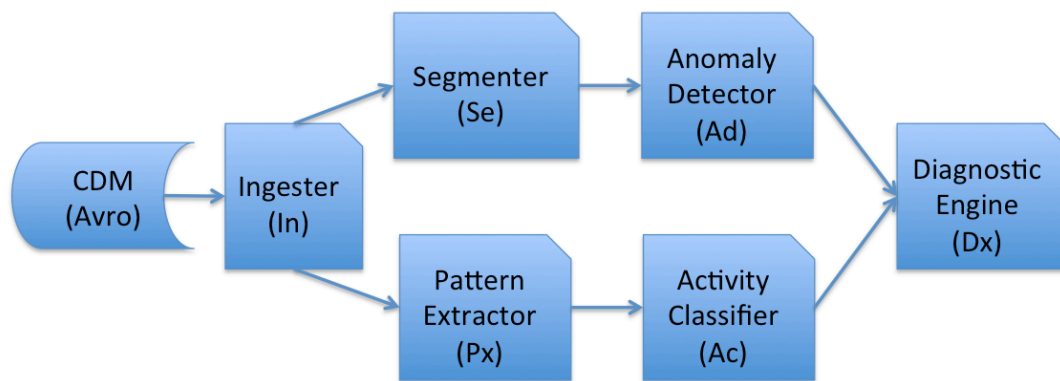 CDM
(Avro)
Ingester
(In)
Segmenter
(Se)
Anomaly
Detector
(Ad)
Pattern
Extractor
(Px)
Activity
Classifier
(Ac)
Diagnostic
Engine
(Dx)